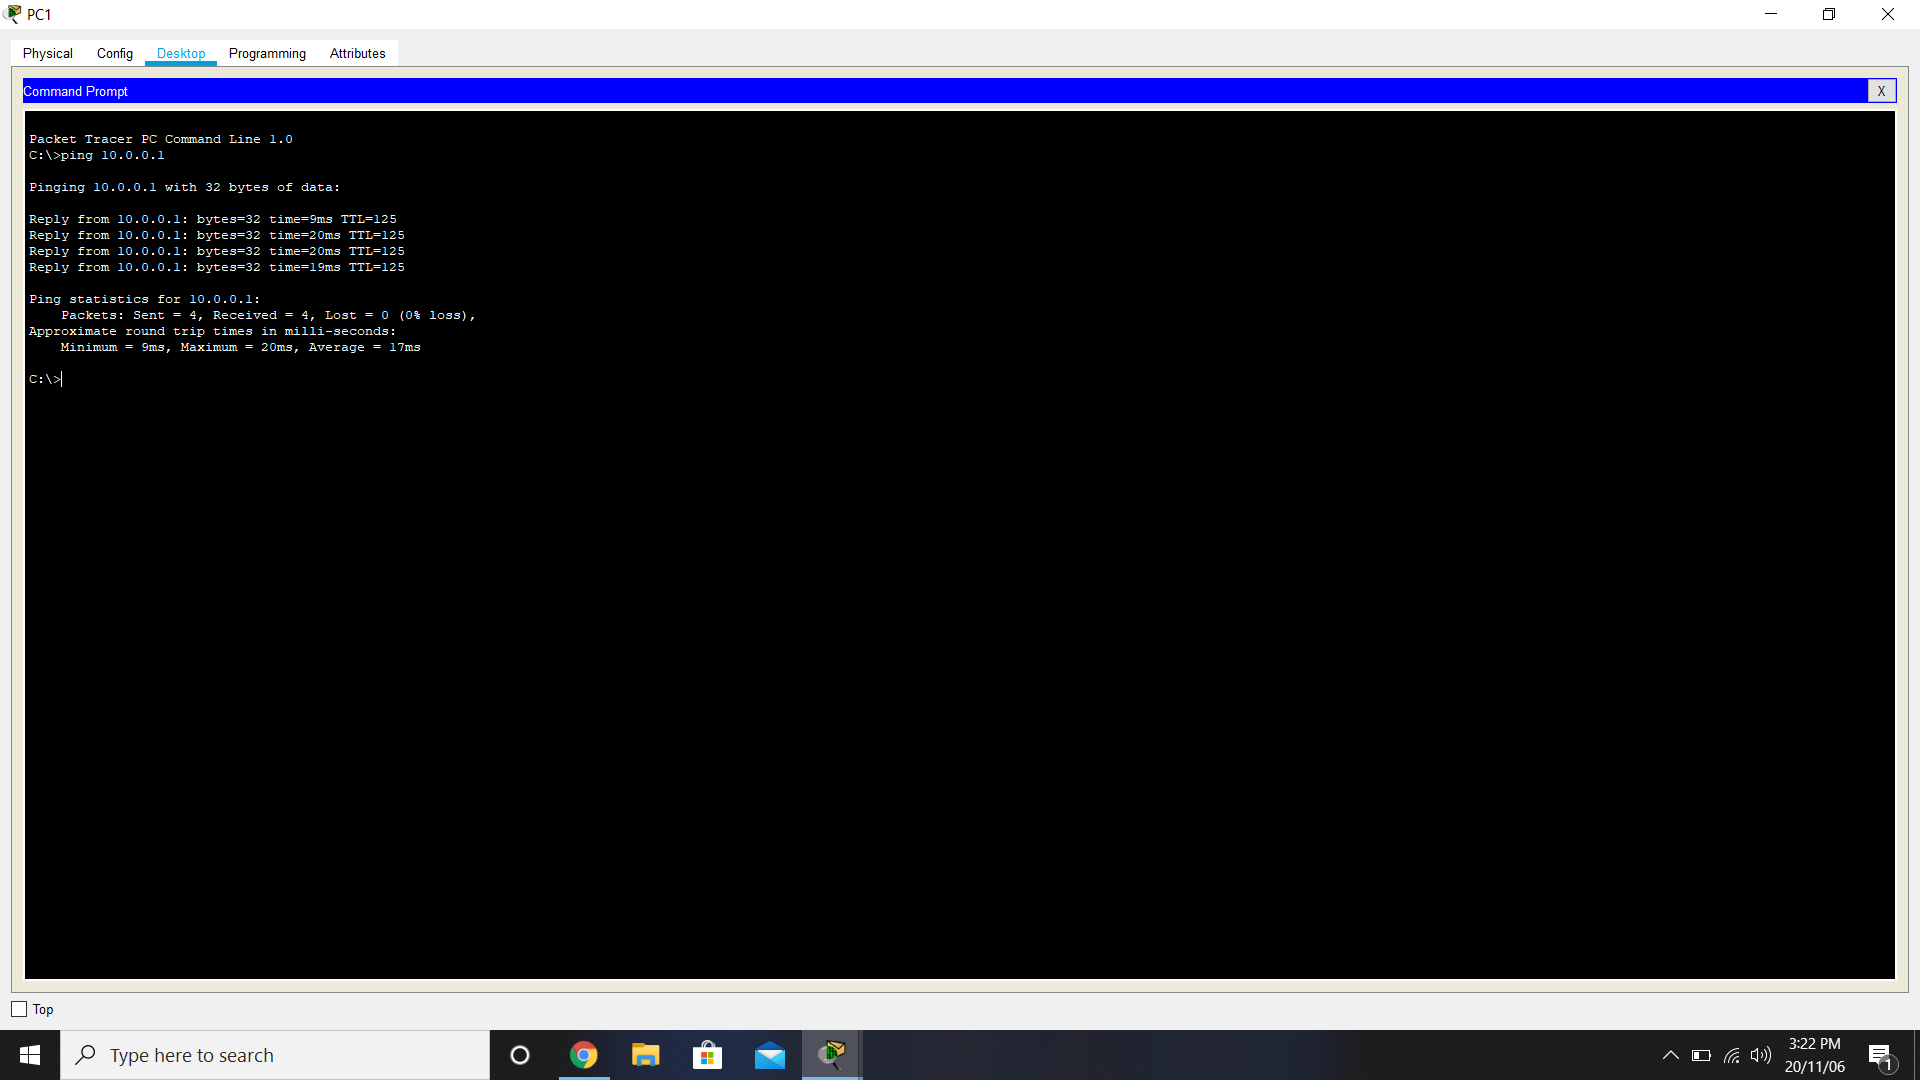 PC1
Physical Config Desktop Programming Attributes
Command Prompt X
Packet Tracer PC Command Line 1.0
C:\>ping 10.0.0.1
Pinging 10.0.0.1 with 32 bytes of data:
Reply from 10.0.0.1: bytes=32 time=9ms TTL=125
Reply from 10.0.0.1: bytes=32 time=20ms TTL=125
Reply from 10.0.0.1: bytes=32 time=20ms TTL=125
Reply from 10.0.0.1: bytes=32 time=19ms TTL=125
Ping statistics for 10.0.0.1:
    Packets: Sent = 4, Received = 4, Lost = 0 (0% loss),
Approximate round trip times in milli-seconds:
    Minimum = 9ms, Maximum = 20ms, Average = 17ms
C:\>
Top
Type here to search
3:22 PM
20/11/06
1